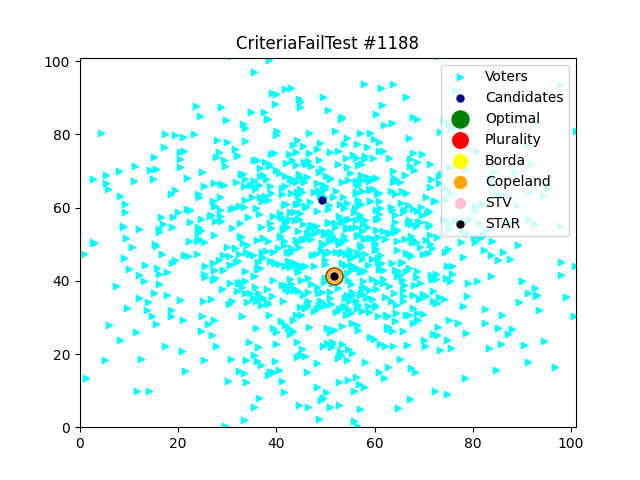 CriteriaFailTest #1188
100
80
60
40
20
0
0
20
40
60
80
100
Voters
Candidates
Optimal
Plurality
Borda
Copeland
STV
STAR